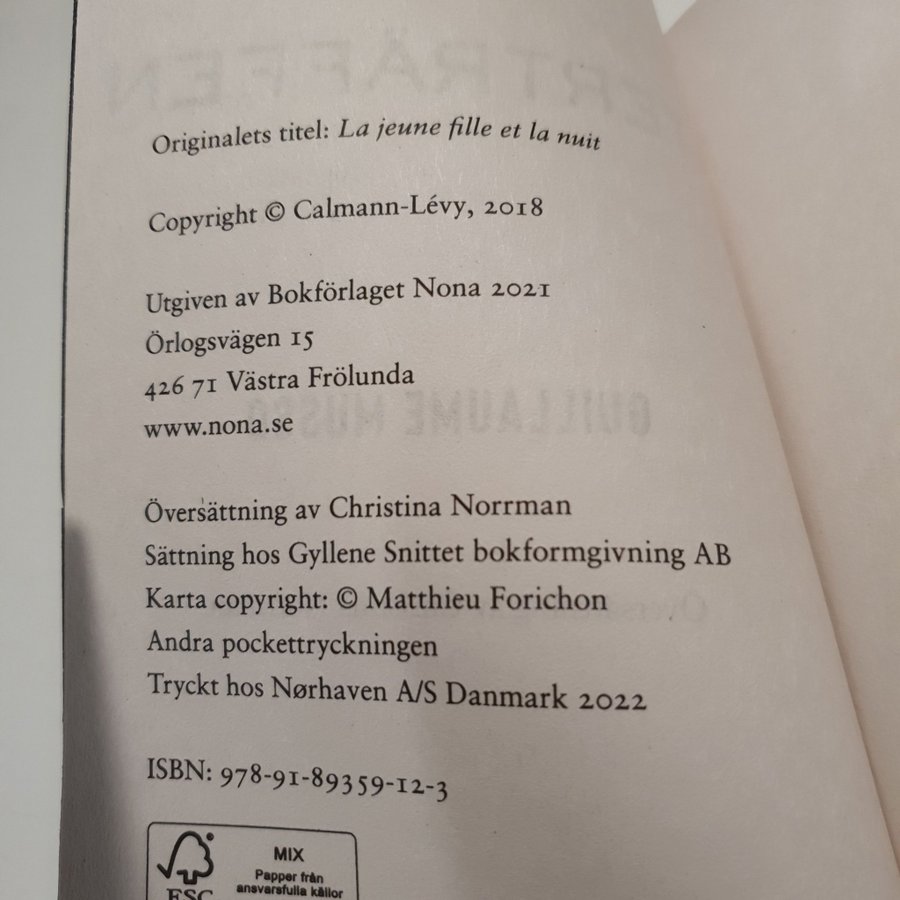 Originalets titel: La jeune fille et la nuit
Copyright © Calmann-Lévy, 2018
Utgiven av Bokförlaget Nona 2021
Örlogsvägen 15
426 71 Västra Frölunda
www.nona.se
Översättning av Christina Norrman
Sättning hos Gyllene Snittet bokformgivning AB
Karta copyright: © Matthieu Forichon
Andra pockettryckningen
Tryckt hos Nørhaven A/S Danmark 2022
ISBN: 978-91-89359-12-3
MIX
Papper från
ansvarsfulla källor
FSC